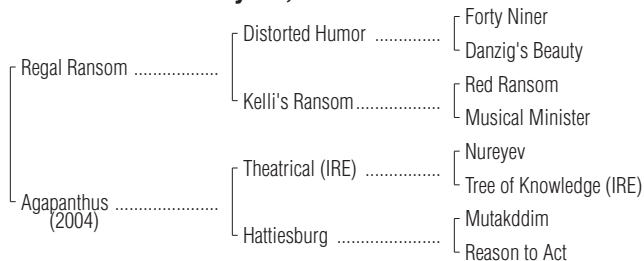 Forty Niner
Distorted Humor ..............
Danzig's Beauty
Regal Ransom ..................
Red Ransom
Kelli's Ransom ..................
Musical Minister
Nureyev
Theatrical (IRE) ................
Tree of Knowledge (IRE)
Agapanthus ......................
(2004)
Mutakddim
Hattiesburg ......................
Reason to Act